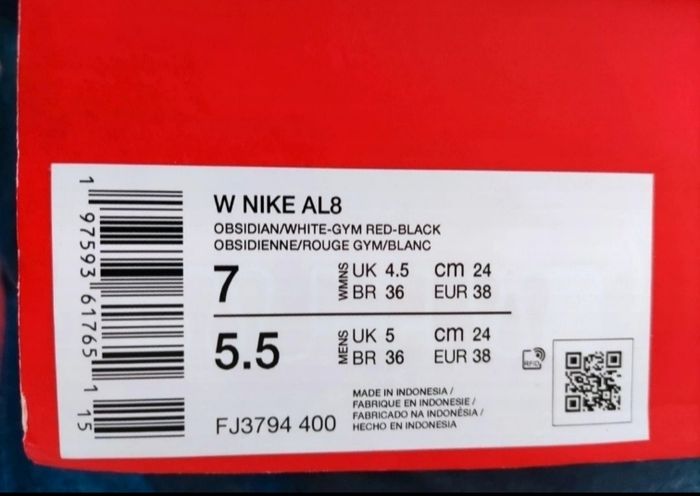 W NIKE AL8
OBSIDIAN/WHITE-GYM RED-BLACK
OBSIDIENNE/ROUGE GYM/BLANC
7 WMNS UK 4.5 cm 24
BR 36 EUR 38
5.5 MENS UK 5 cm 24
BR 36 EUR 38
RFID
FJ3794 400
MADE IN INDONESIA /
FABRIQUE EN INDONESIE /
FABRICADO NA INDONÉSIA /
HECHO EN INDONESIA
1 97593 61765 1 15